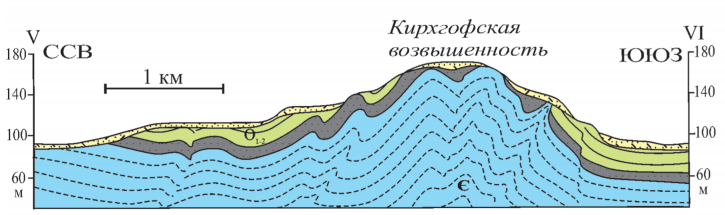 V
ССВ
Кирхгофская
возвышенность
VI
ЮЮЗ
180
140
100
60
м
1 км
O1-2
Є
180
140
100
60
м